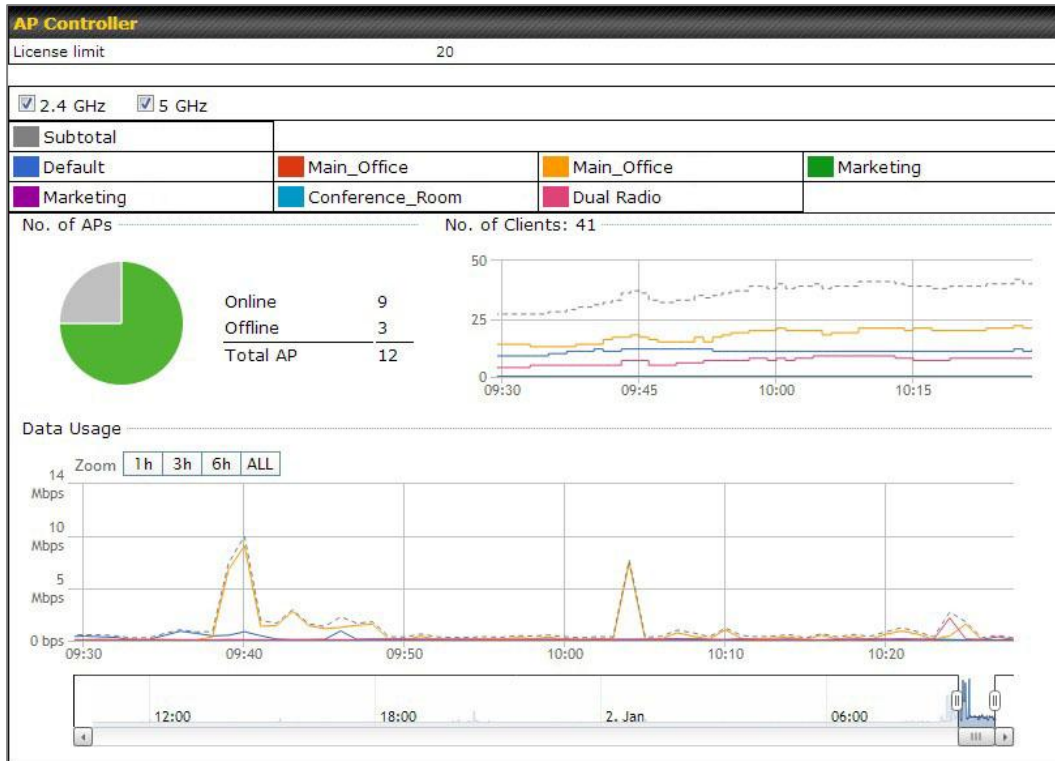 AP Controller
License limit 20
2.4 GHz 5 GHz
Subtotal
Default Main_Office Main_Office Marketing
Marketing Conference_Room Dual Radio
No. of APs No. of Clients: 41
Online 9
Offline 3
Total AP 12
50
25
0
09:30 09:45 10:00 10:15
Data Usage
Zoom 1h 3h 6h ALL
14
Mbps
10
Mbps
5
Mbps
0 bps
09:30 09:40 09:50 10:00 10:10 10:20
12:00 18:00 2. Jan 06:00